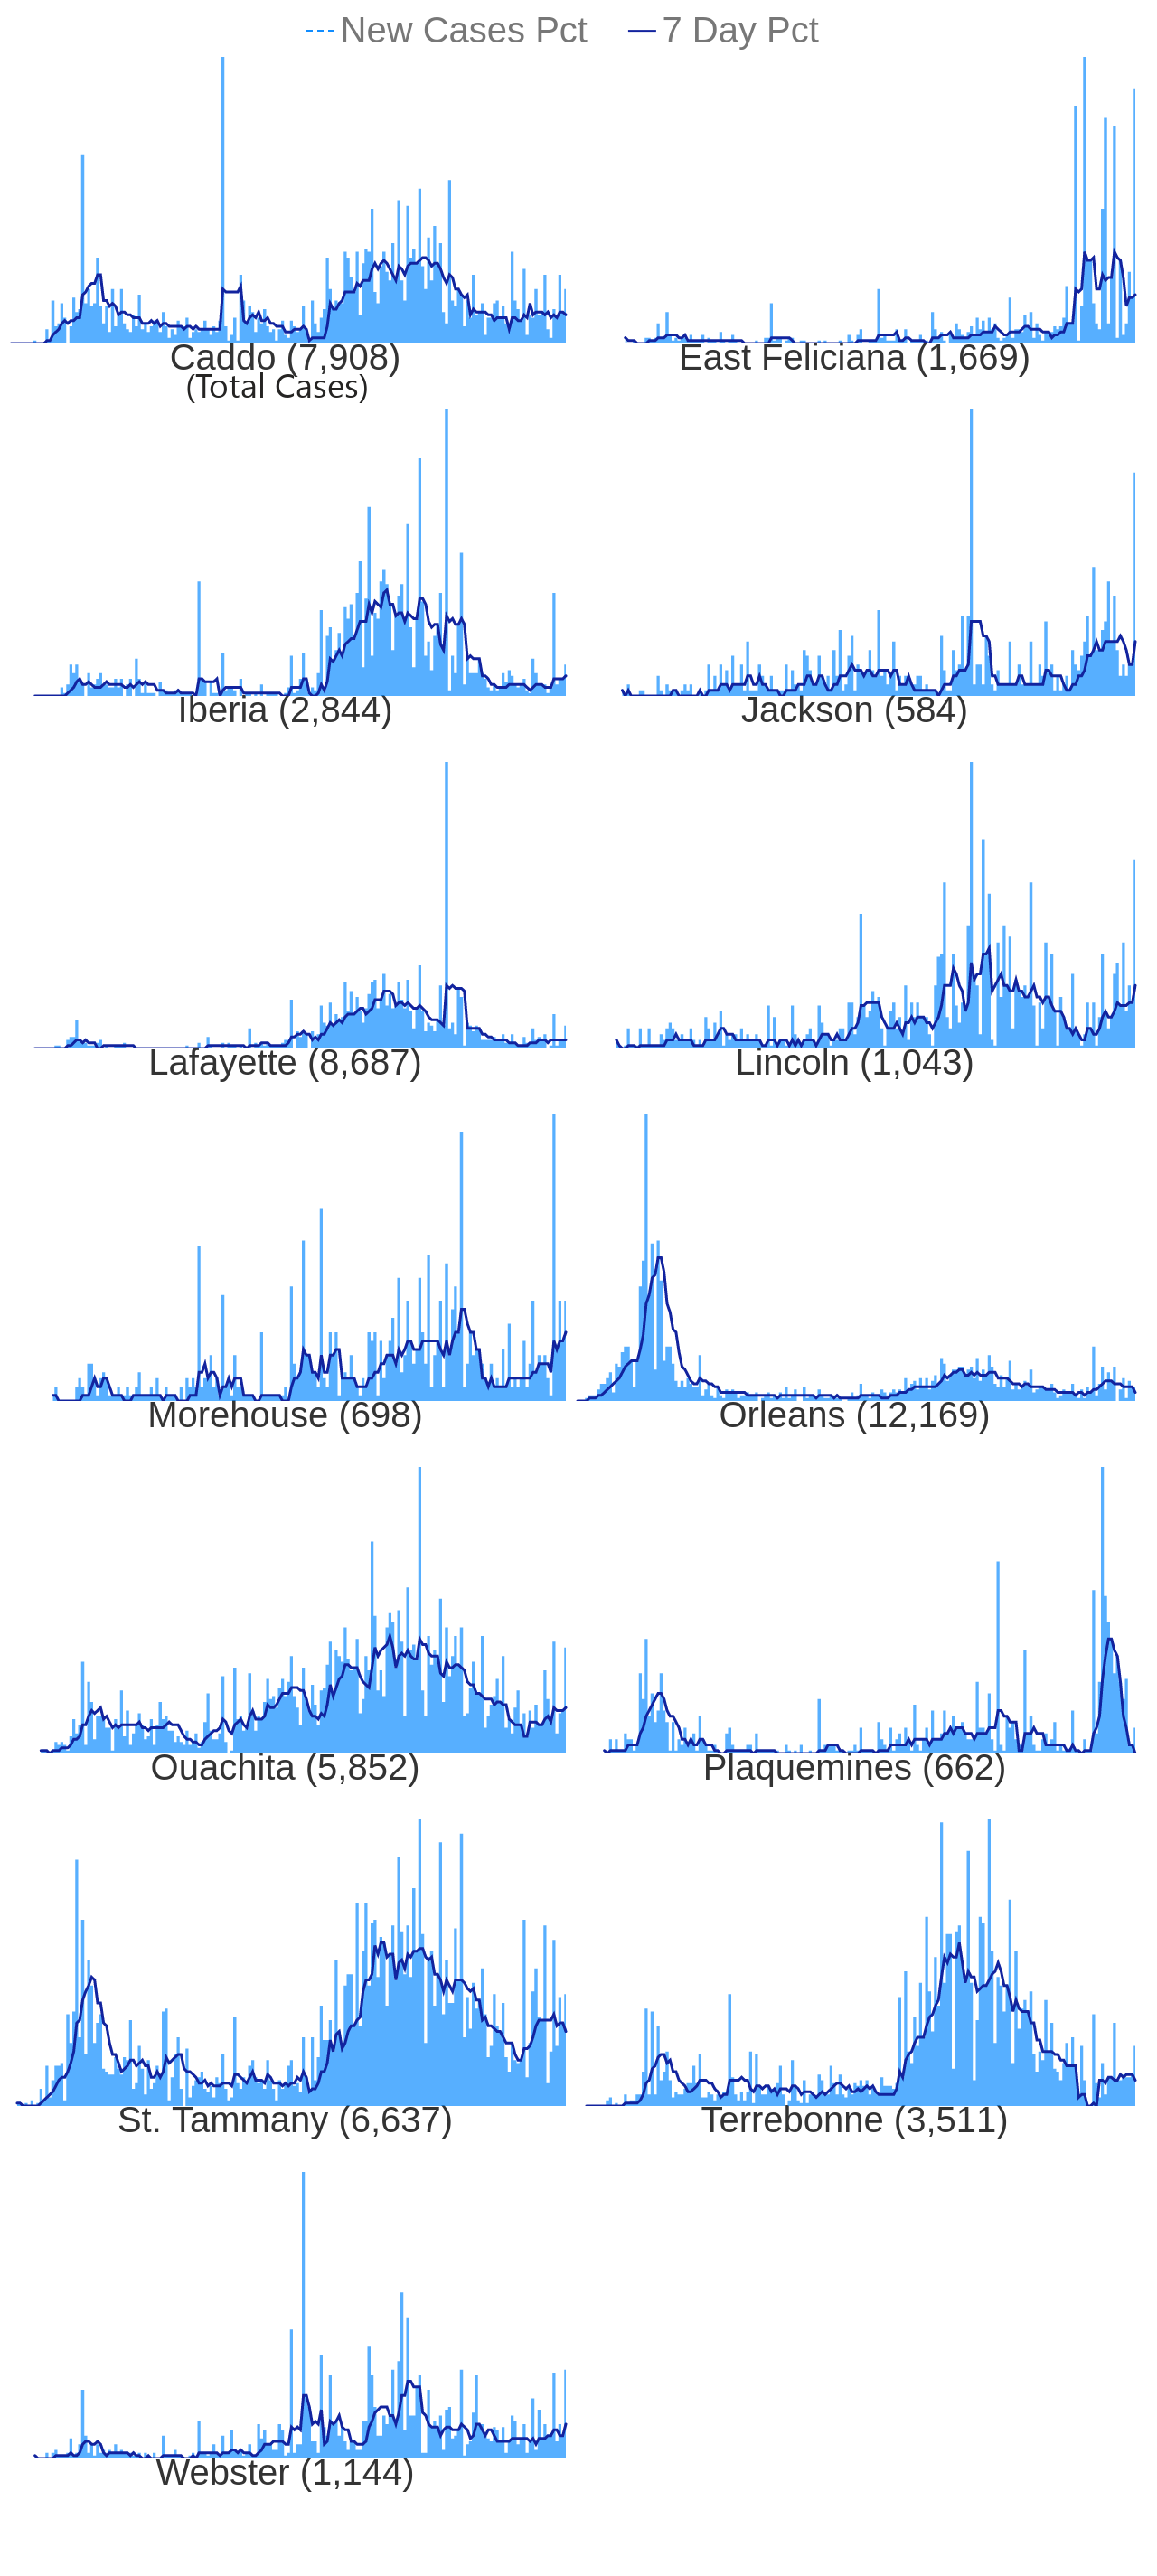 New Cases Pct 7 Day Pct
Caddo (7,908) East Feliciana (1,669)
(Total Cases)
Iberia (2,844) Jackson (584)
Lafayette (8,687) Lincoln (1,043)
Morehouse (698) Orleans (12,169)
Ouachita (5,852) Plaquemines (662)
St. Tammany (6,637) Terrebonne (3,511)
Webster (1,144)